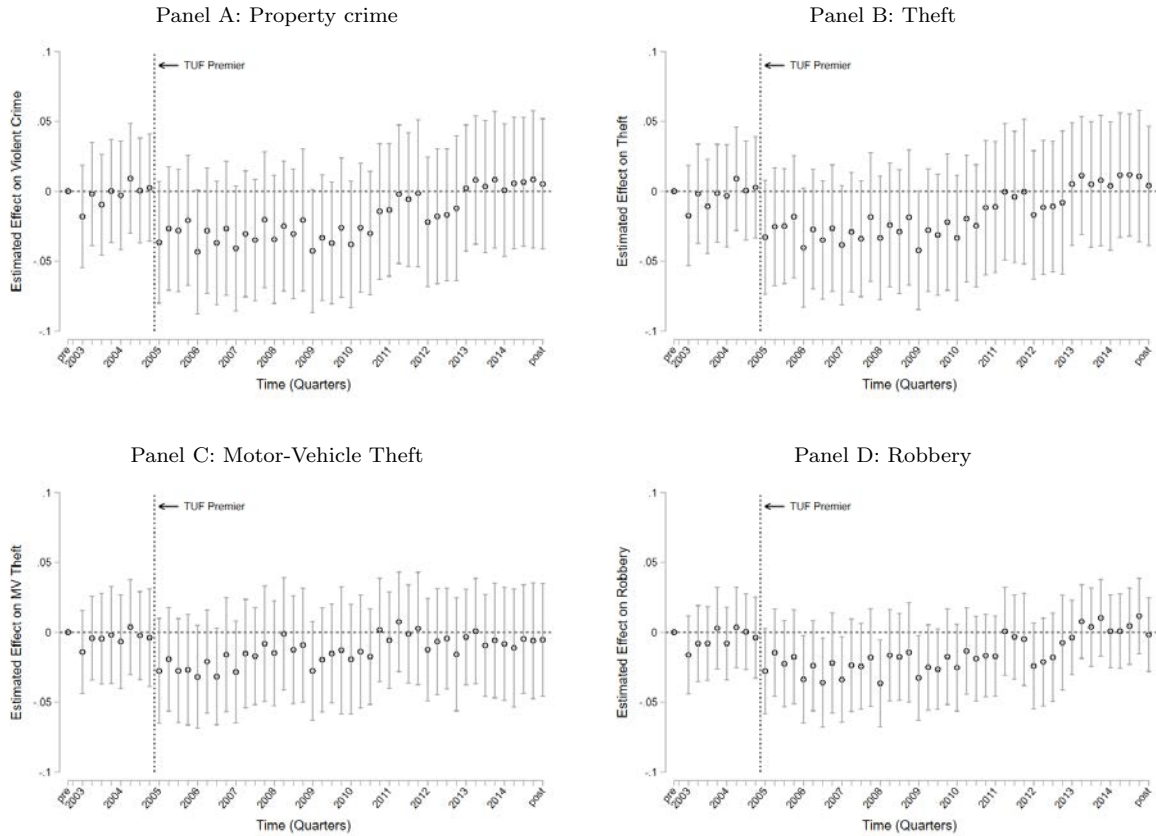 Panel A: Property crime
.1
.05
0
-.05
-.1
Estimated Effect on Violent Crime
TUF Premier
pre 2003 2004 2005 2006 2007 2008 2009 2010 2011 2012 2013 2014 post
Time (Quarters)
Panel B: Theft
.1
.05
0
-.05
-.1
Estimated Effect on Theft
TUF Premier
pre 2003 2004 2005 2006 2007 2008 2009 2010 2011 2012 2013 2014 post
Time (Quarters)
Panel C: Motor-Vehicle Theft
.1
.05
0
-.05
-.1
Estimated Effect on MV Theft
TUF Premier
pre 2003 2004 2005 2006 2007 2008 2009 2010 2011 2012 2013 2014 post
Time (Quarters)
Panel D: Robbery
.1
.05
0
-.05
-.1
Estimated Effect on Robbery
TUF Premier
pre 2003 2004 2005 2006 2007 2008 2009 2010 2011 2012 2013 2014 post
Time (Quarters)